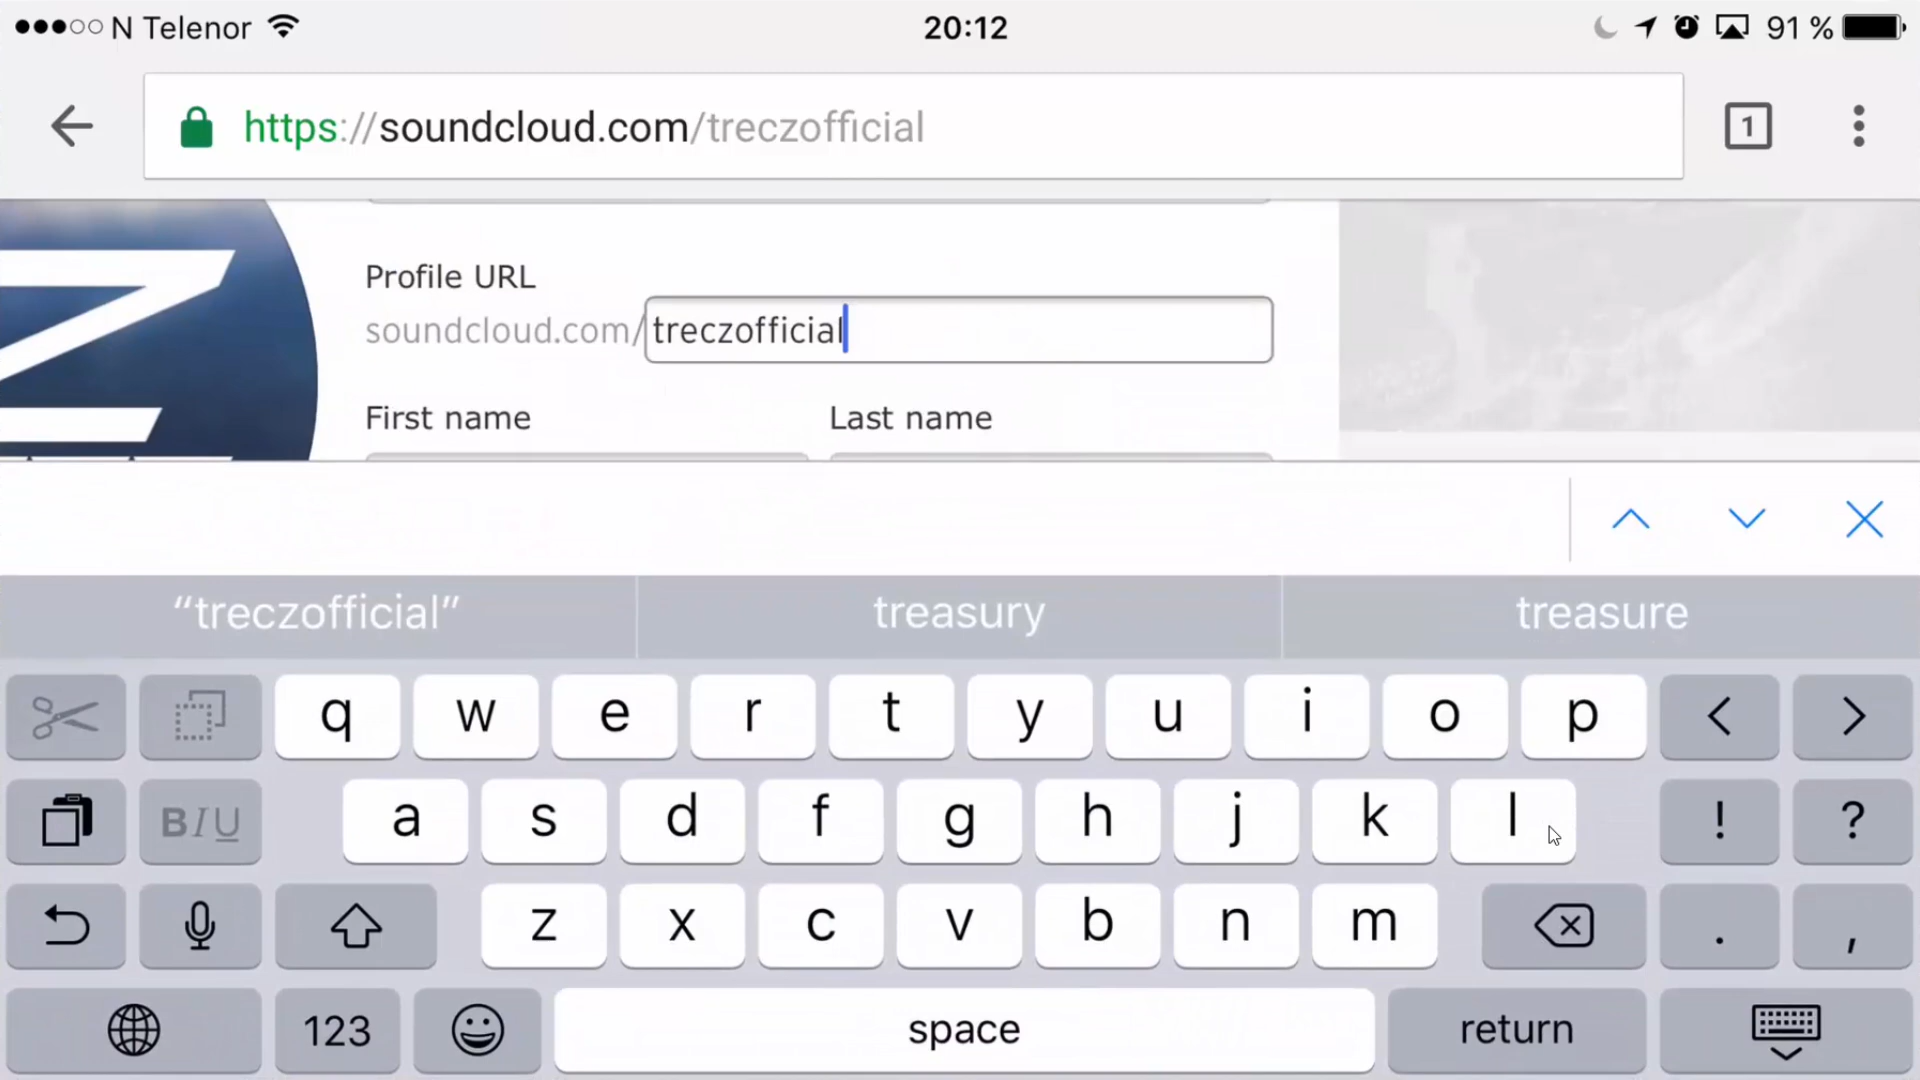 N Telenor 20:12 91 %
https://soundcloud.com/treczofficial 1
Profile URL
soundcloud.com/ treczofficial
First name Last name
“treczofficial” treasury treasure
q w e r t y u i o p < >
B I U a s d f g h j k l ! ?
z x c v b n m . ,
123 space return